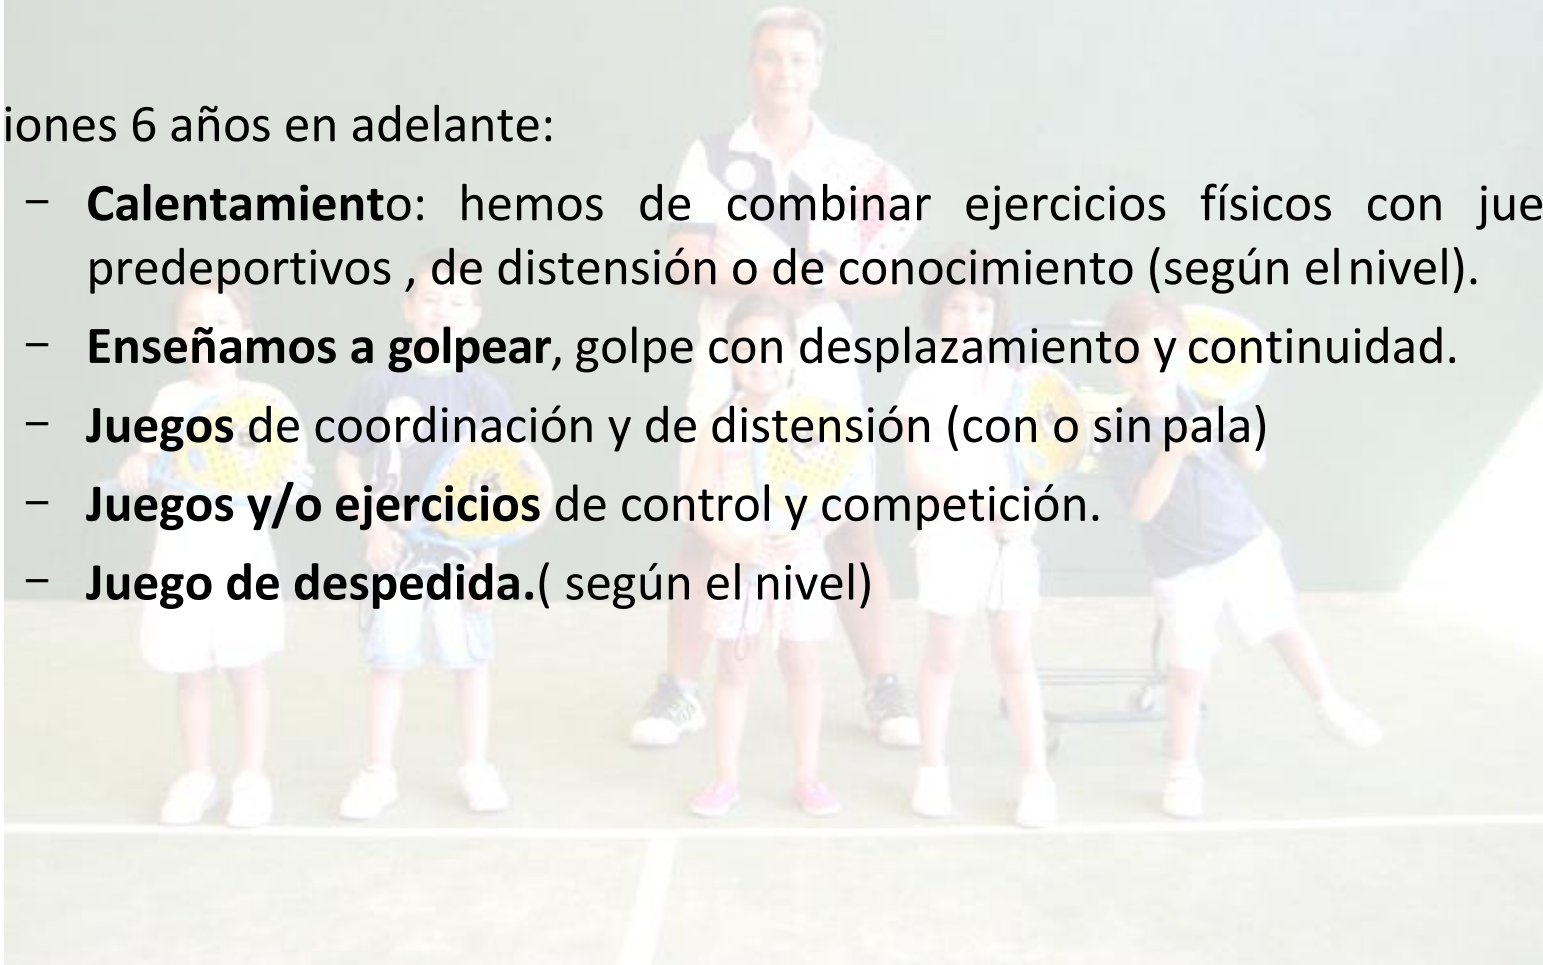 iones 6 años en adelante:
– Calentamiento: hemos de combinar ejercicios físicos con jue
predeportivos , de distensión o de conocimiento (según el nivel).
– Enseñamos a golpear, golpe con desplazamiento y continuidad.
– Juegos de coordinación y de distensión (con o sin pala)
– Juegos y/o ejercicios de control y competición.
– Juego de despedida.( según el nivel)